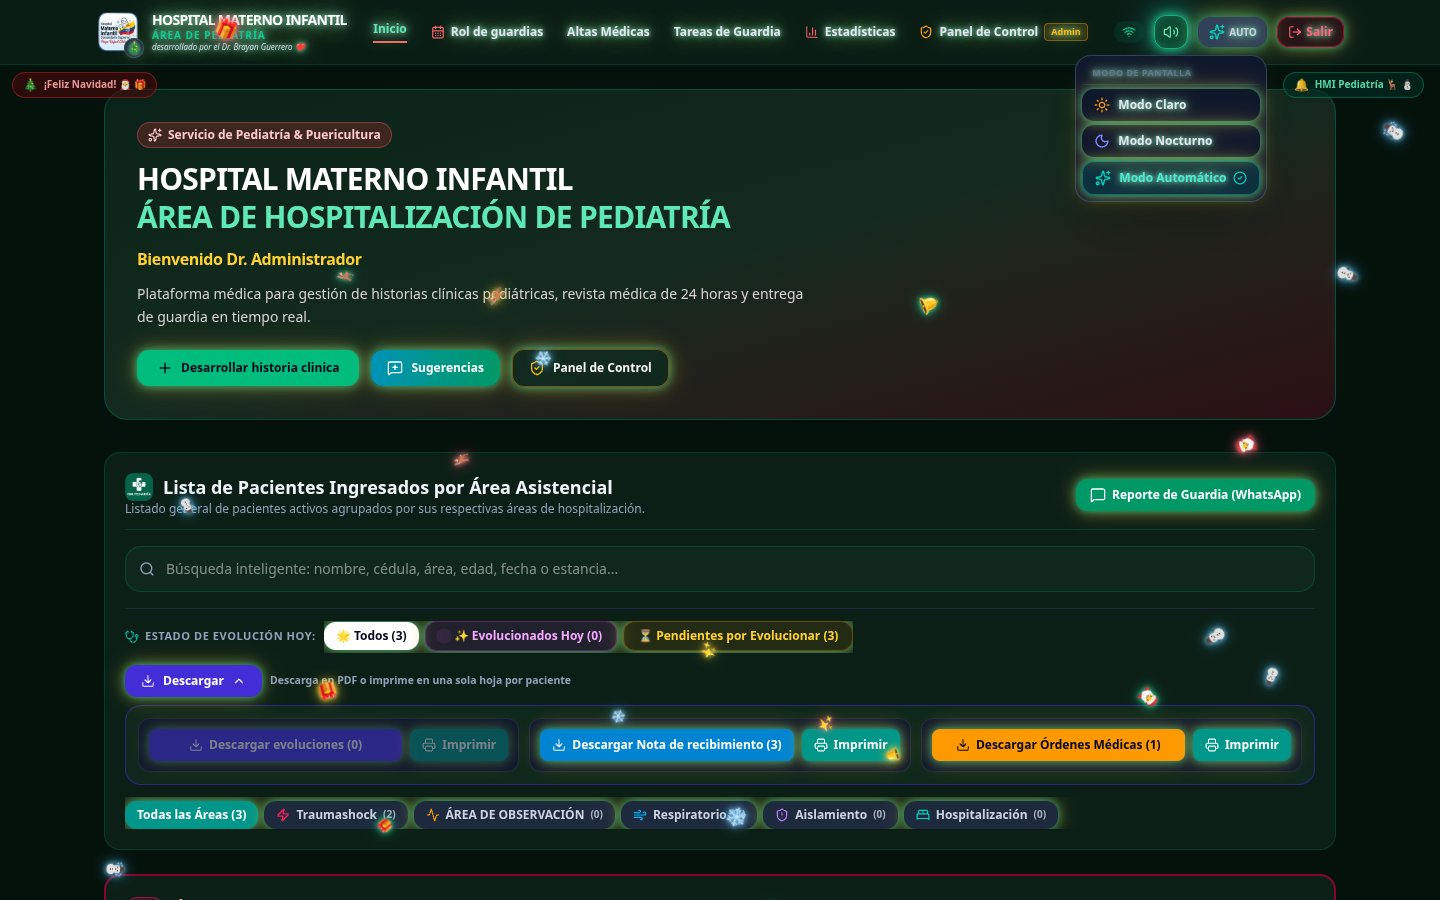 HOSPITAL MATERNO INFANTIL
ÁREA DE PEDIATRÍA
desarrollado por el Dr. Brayan Guerrero
Inicio
Rol de guardias
Altas Médicas
Tareas de Guardia
Estadísticas
Panel de Control
Admin
AUTO
Salir
¡Feliz Navidad!
HMI Pediatría
MODO DE PANTALLA
Modo Claro
Modo Nocturno
Modo Automático
Servicio de Pediatría & Puericultura
HOSPITAL MATERNO INFANTIL
ÁREA DE HOSPITALIZACIÓN DE PEDIATRÍA
Bienvenido Dr. Administrador
Plataforma médica para gestión de historias clínicas pediátricas, revista médica de 24 horas y entrega
de guardia en tiempo real.
Desarrollar historia clinica
Sugerencias
Panel de Control
Lista de Pacientes Ingresados por Área Asistencial
Listado general de pacientes activos agrupados por sus respectivas áreas de hospitalización.
Reporte de Guardia (WhatsApp)
Búsqueda inteligente: nombre, cédula, área, edad, fecha o estancia...
ESTADO DE EVOLUCIÓN HOY:
Todos (3)
Evolucionados Hoy (0)
Pendientes por Evolucionar (3)
Descargar
Descarga en PDF o imprime en una sola hoja por paciente
Descargar evoluciones (0)
Imprimir
Descargar Nota de recibimiento (3)
Imprimir
Descargar Órdenes Médicas (1)
Imprimir
Todas las Áreas (3)
Traumashock (2)
ÁREA DE OBSERVACIÓN (0)
Respiratorio
Aislamiento (0)
Hospitalización (0)